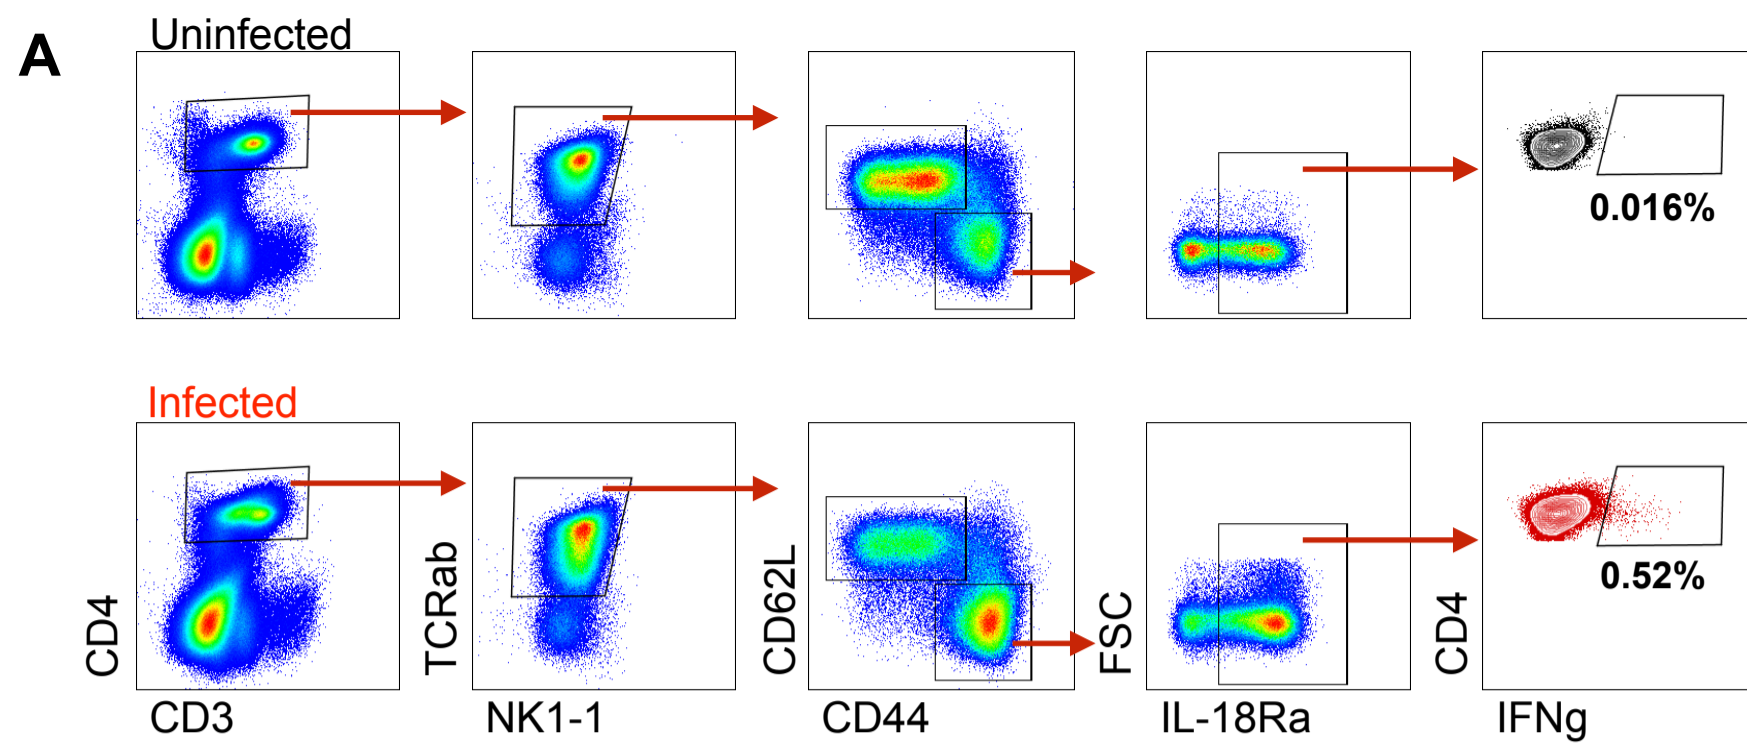 A
Uninfected
0.016%
Infected
0.52%
CD4
TCRab
CD62L
FSC
CD4
CD3
NK1-1
CD44
IL-18Ra
IFNg